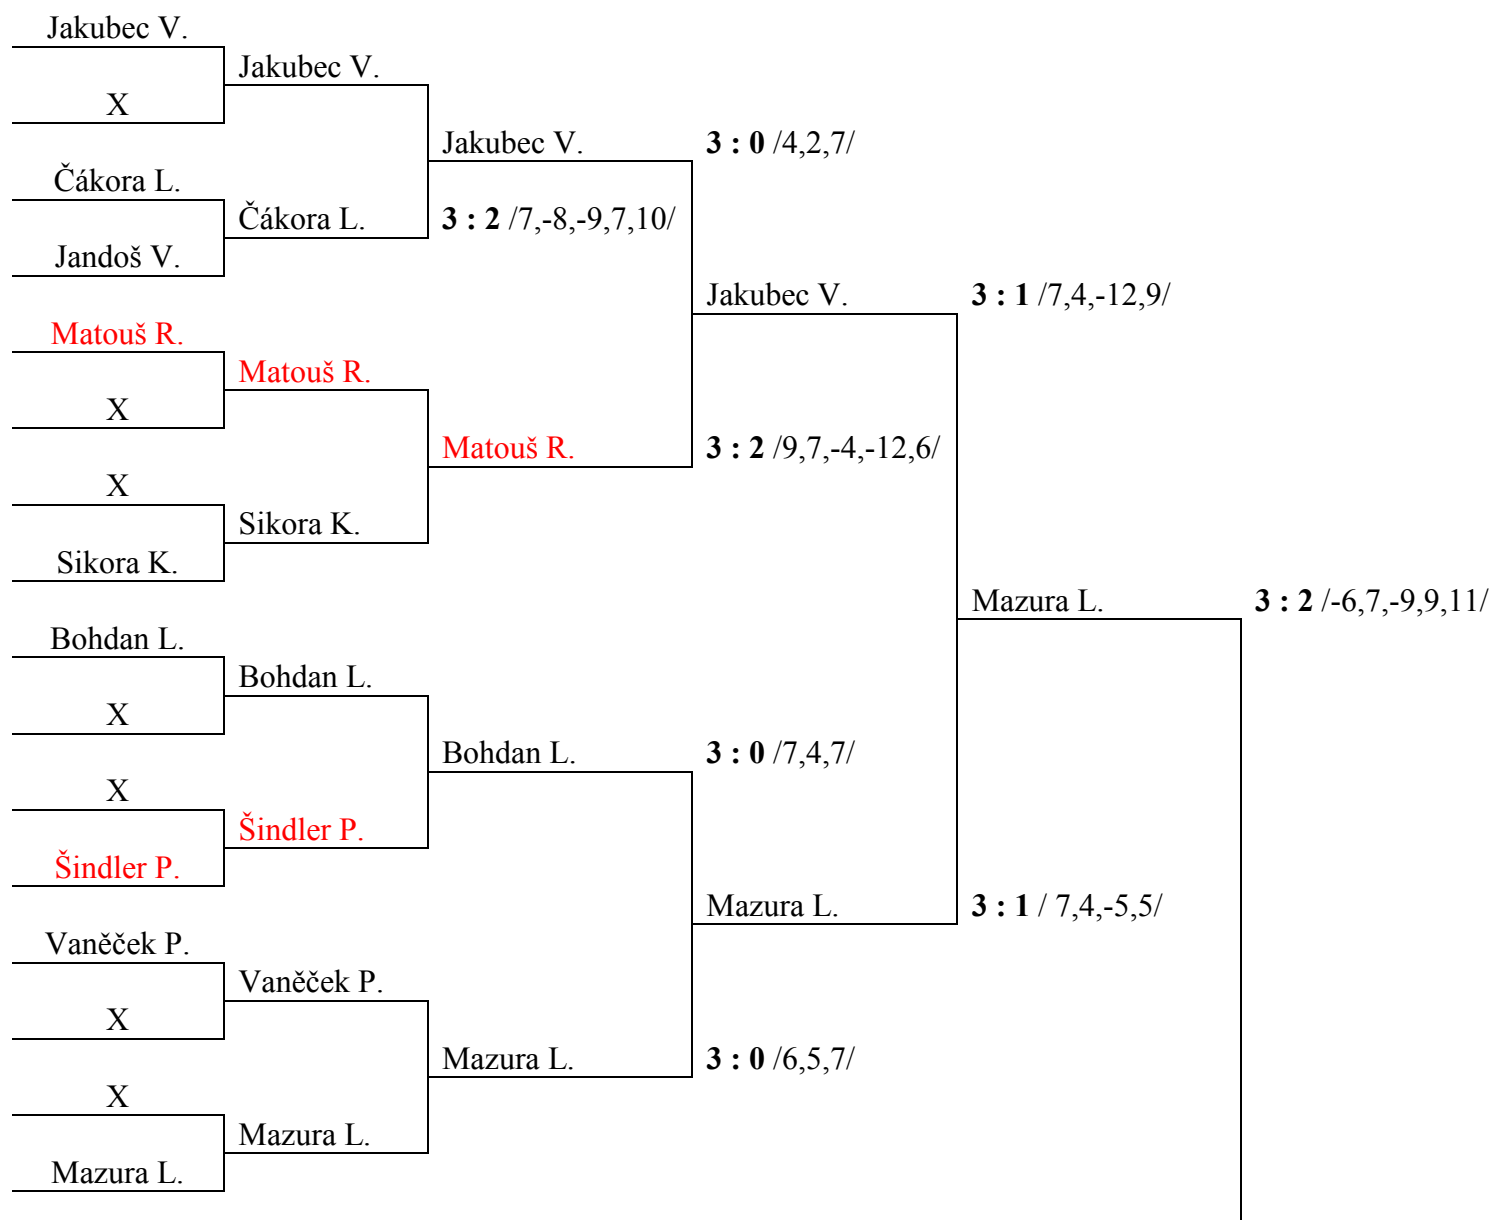 Jakubec V.
Jakubec V.
X
Jakubec V. 3 : 0 /4,2,7/
Čákora L.
Čákora L. 3 : 2 /7,-8,-9,7,10/
Jandoš V.
Jakubec V. 3 : 1 /7,4,-12,9/
Matouš R.
Matouš R.
X
Matouš R. 3 : 2 /9,7,-4,-12,6/
X
Sikora K.
Sikora K.
Mazura L. 3 : 2 /-6,7,-9,9,11/
Bohdan L.
Bohdan L.
X
Bohdan L. 3 : 0 /7,4,7/
X
Šindler P.
Šindler P.
Mazura L. 3 : 1 / 7,4,-5,5/
Vaněček P.
Vaněček P.
X
Mazura L. 3 : 0 /6,5,7/
X
Mazura L.
Mazura L.